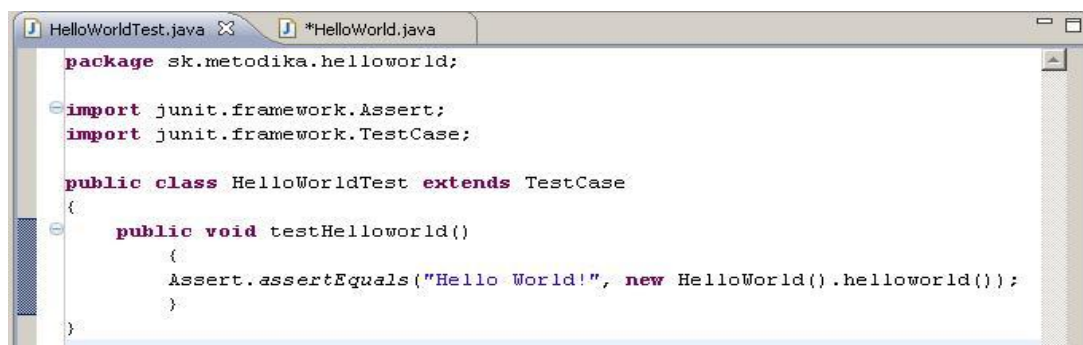 HelloWorldTest.java *HelloWorld.java
package sk.metodika.helloworld;
import junit.framework.Assert;
import junit.framework.TestCase;
public class HelloWorldTest extends TestCase
{
public void testHelloworld()
{
Assert.assertEquals("Hello World!", new HelloWorld().helloworld());
}
}